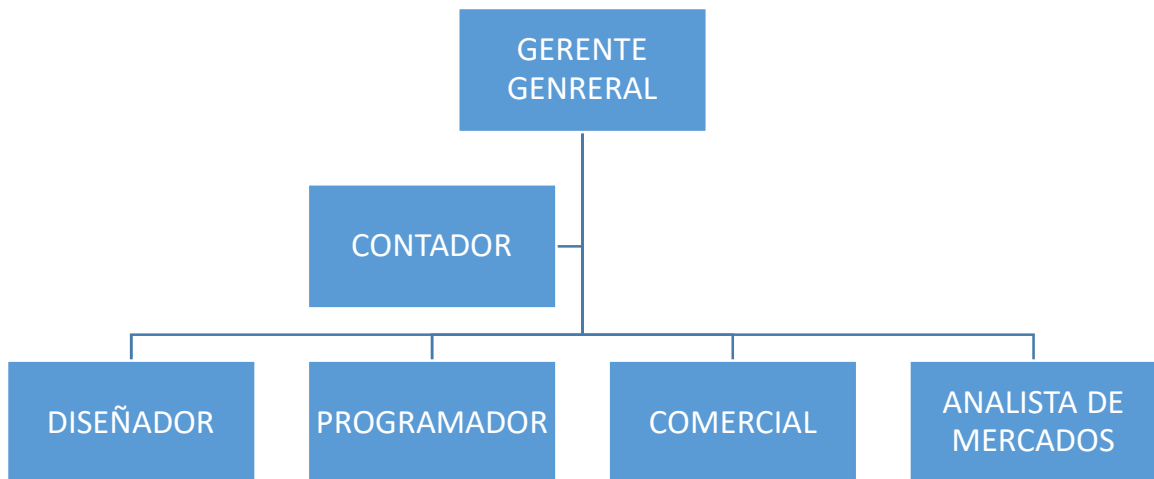 GERENTE
GENRERAL
CONTADOR
DISEÑADOR
PROGRAMADOR
COMERCIAL
ANALISTA DE
MERCADOS